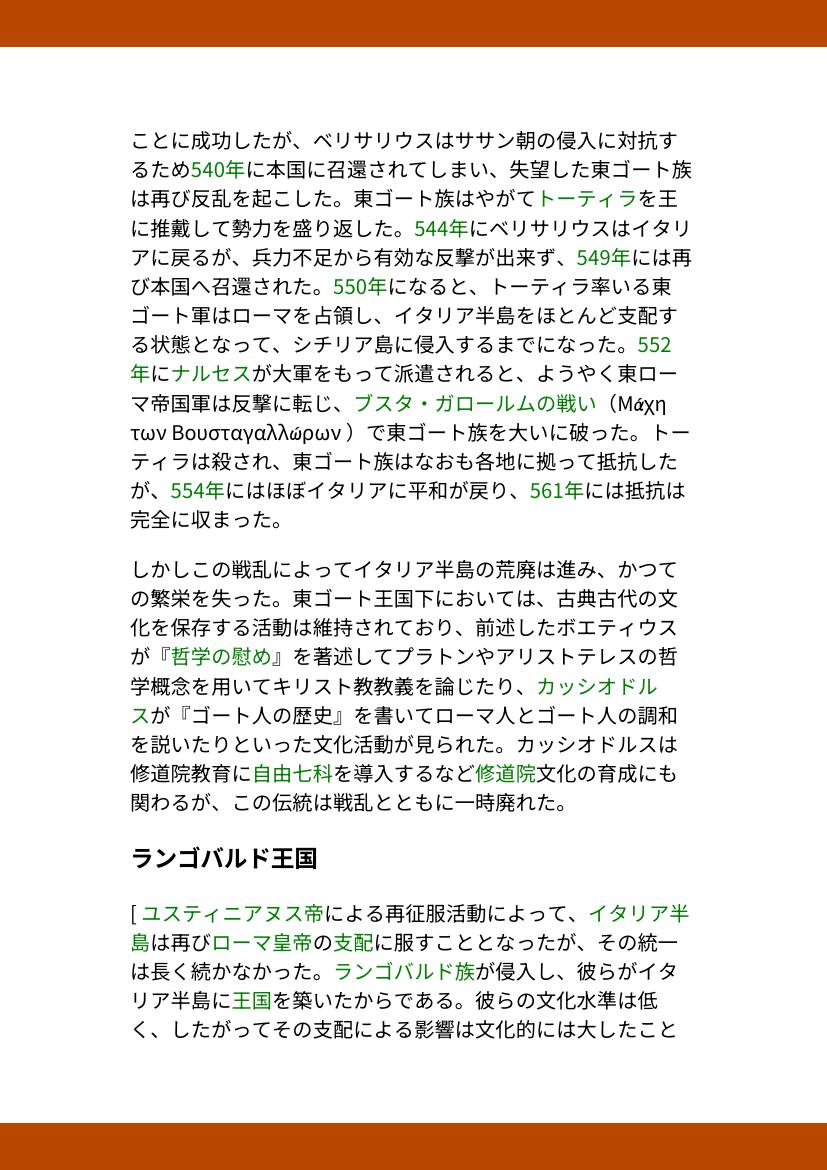 ことに成功したが、ベリサリウスはササン朝の侵入に対抗す
るため540年に本国に召還されてしまい、失望した東ゴート族
は再び反乱を起こした。東ゴート族はやがてトーティラを王
に推戴して勢力を盛り返した。544年にベリサリウスはイタリ
アに戻るが、兵力不足から有効な反撃が出来ず、549年には再
び本国へ召還された。550年になると、トーティラ率いる東
ゴート軍はローマを占領し、イタリア半島をほとんど支配す
る状態となって、シチリア島に侵入するまでになった。552
年にナルセスが大軍をもって派遣されると、ようやく東ロー
マ帝国軍は反撃に転じ、ブスタ・ガロールムの戦い（Μάχη
των Βουσταγαλλώρων ）で東ゴート族を大いに破った。トー
ティラは殺され、東ゴート族はなおも各地に拠って抵抗した
が、554年にはほぼイタリアに平和が戻り、561年には抵抗は
完全に収まった。
しかしこの戦乱によってイタリア半島の荒廃は進み、かつて
の繁栄を失った。東ゴート王国下においては、古典古代の文
化を保存する活動は維持されており、前述したボエティウス
が『哲学の慰め』を著述してプラトンやアリストテレスの哲
学概念を用いてキリスト教教義を論じたり、カッシオドル
スが『ゴート人の歴史』を書いてローマ人とゴート人の調和
を説いたりといった文化活動が見られた。カッシオドルスは
修道院教育に自由七科を導入するなど修道院文化の育成にも
関わるが、この伝統は戦乱とともに一時廃れた。
ランゴバルド王国
[ ユスティニアヌス帝による再征服活動によって、イタリア半
島は再びローマ皇帝の支配に服すこととなったが、その統一
は長く続かなかった。ランゴバルド族が侵入し、彼らがイタ
リア半島に王国を築いたからである。彼らの文化水準は低
く、したがってその支配による影響は文化的には大したこと